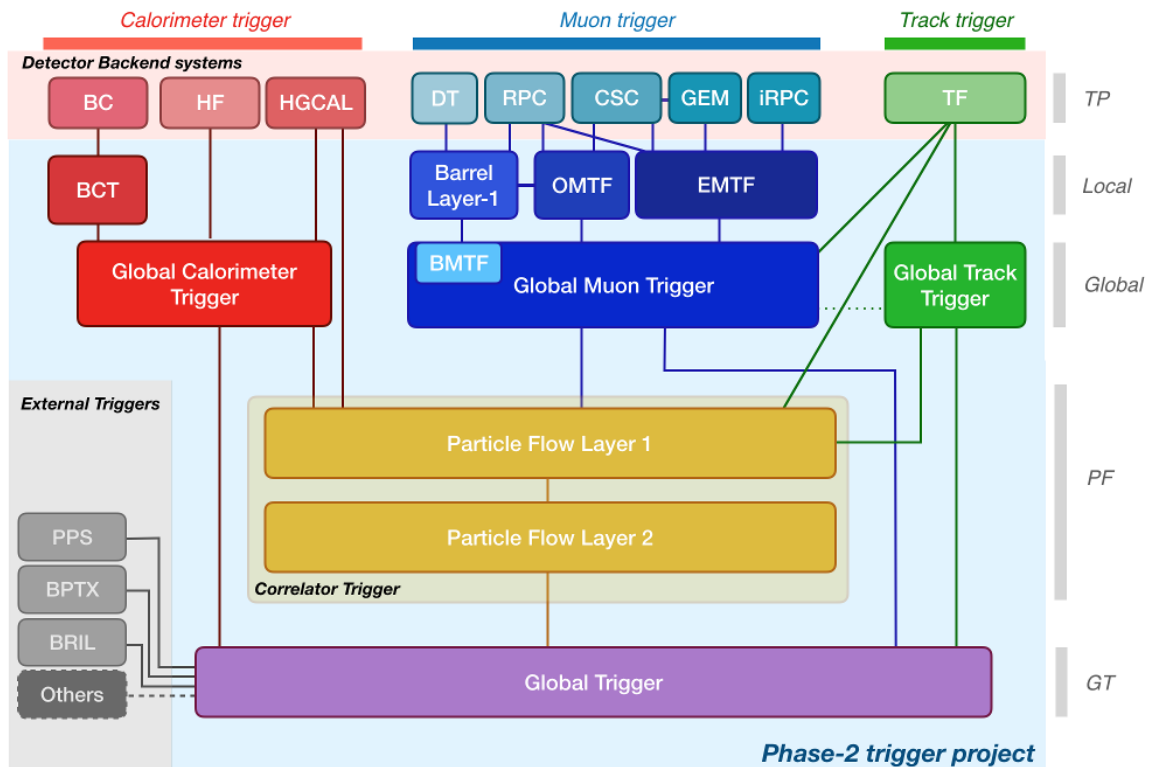 Calorimeter trigger
Muon trigger
Track trigger
Detector Backend systems
BC
HF
HGCAL
DT
RPC
CSC
GEM
iRPC
TF
TP
BCT
Barrel
Layer-1
OMTF
EMTF
Local
Global Calorimeter
Trigger
BMTF
Global Muon Trigger
Global Track
Trigger
Global
External Triggers
Particle Flow Layer 1
PF
Particle Flow Layer 2
Correlator Trigger
PPS
BPTX
BRIL
Others
Global Trigger
GT
Phase-2 trigger project